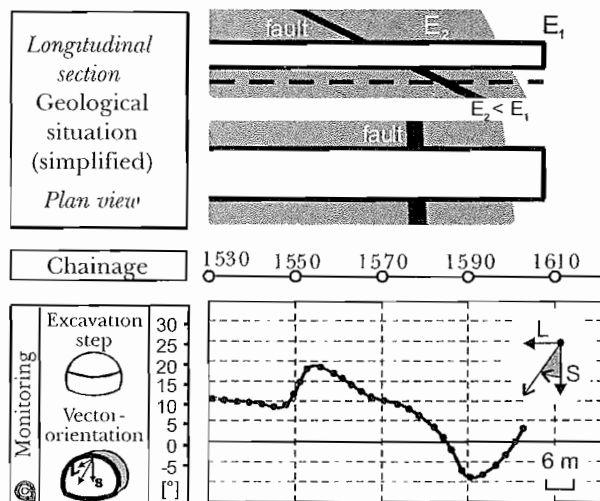 Longitudinal
section
Geological
situation
(simplified)
Plan view
fault
E2
E1
E2 < E1
fault
Chainage
1530 1550 1570 1590 1610
Monitoring
Excavation
step
Vector-
orientation
L
s
30
25
20
15
10
5
0
-5
[°]
L
S
6 m